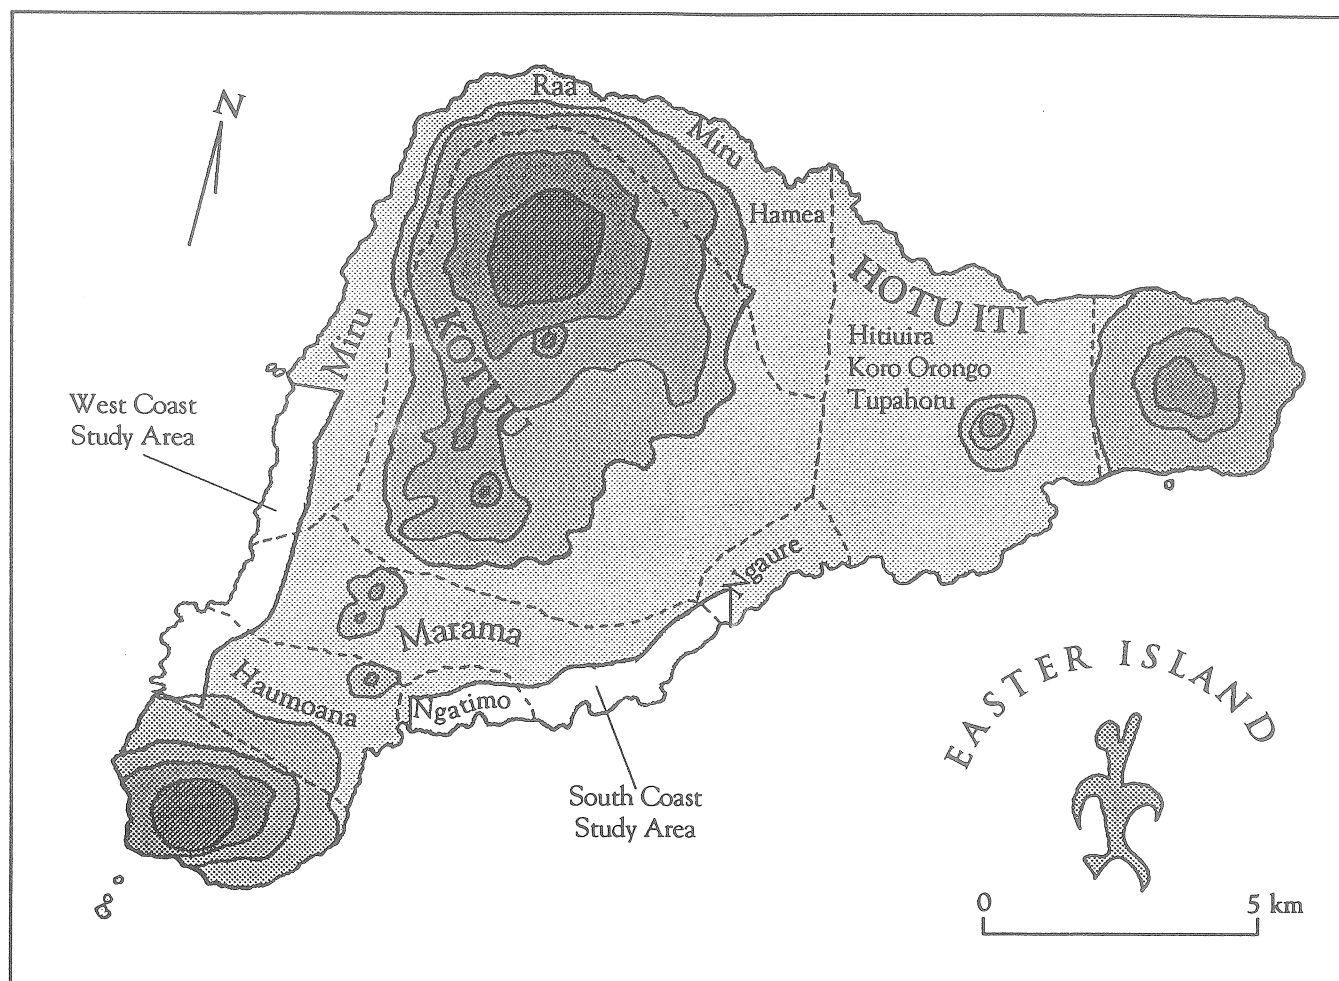 N
Raa
Miru
Hamea
HOTU ITI
Hitiuira
Koro Orongo
Tupahotu
KOTUU
Miru
West Coast
Study Area
Ngaure
Marama
Haumoana
Ngatimo
South Coast
Study Area
EASTER ISLAND
0 5 km